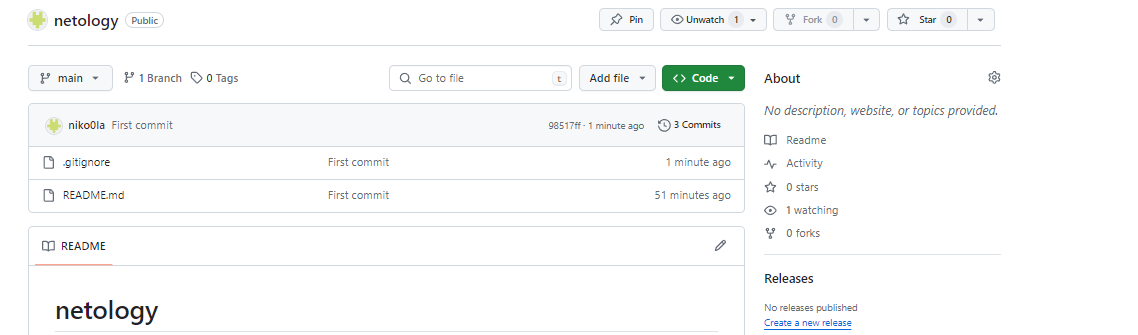 netology Public Pin Unwatch 1 Fork 0 Star 0
main 1 Branch 0 Tags Go to file t Add file Code
niko0la First commit 98517ff · 1 minute ago 3 Commits
.gitignore First commit 1 minute ago
README.md First commit 51 minutes ago
README
netology
About
No description, website, or topics provided.
Readme
Activity
0 stars
1 watching
0 forks
Releases
No releases published
Create a new release